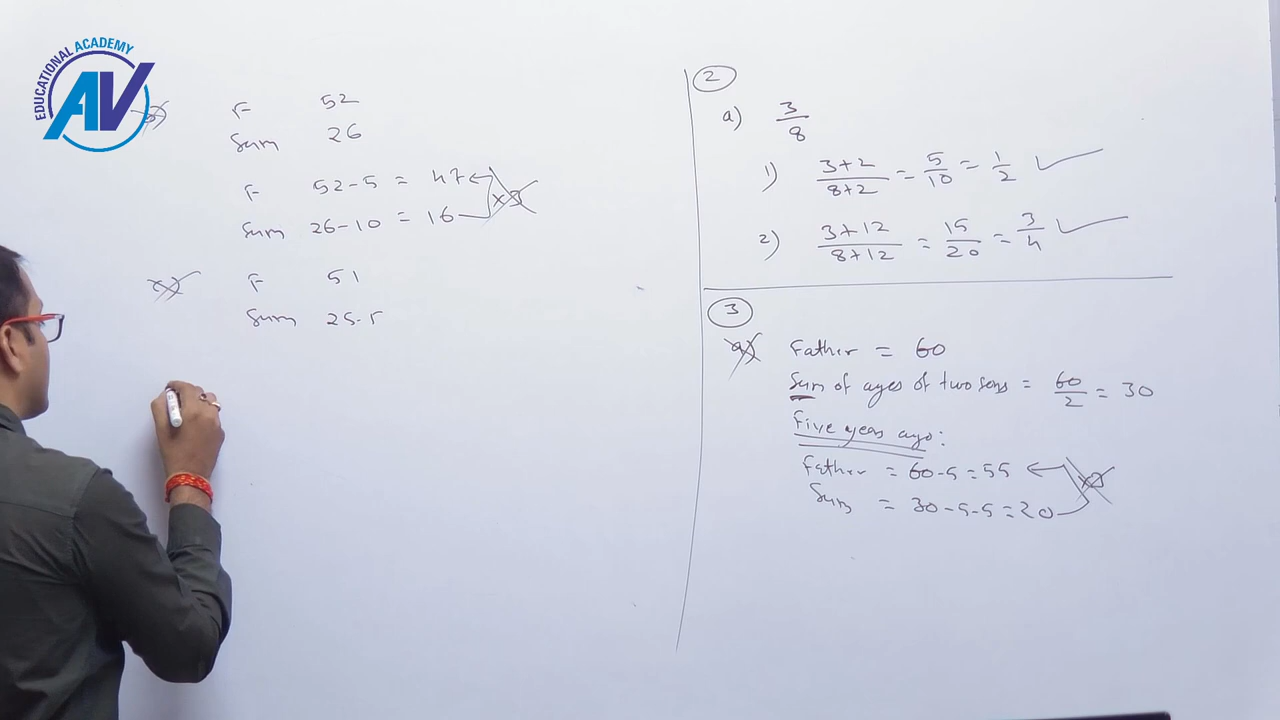 EDUCATIONAL ACADEMY
AV
F 52
Sum 26
F 52-5 = 47
Sum 26-10 = 16 x3
F 51
Sum 25.5
2
a) 3/8
1) 3+2/8+2 = 5/10 = 1/2 ✓
2) 3+12/8+12 = 15/20 = 3/4 ✓
3
a) Father = 60
Sum of ages of two sons = 60/2 = 30
Five years ago:
Father = 60-5=55
Sum = 30-5-5=20